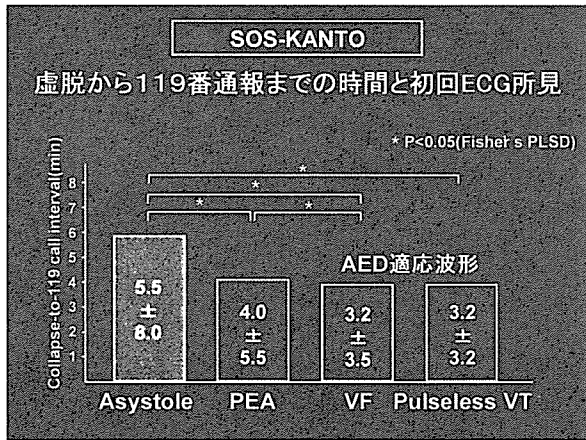 SOS-KANTO
虚脱から119番通報までの時間と初回ECG所見
* P<0.05(Fisher's PLSD)
Collapse-to-119 call interval(min)
8
7
6
5
4
3
2
1
*
*
*
*
AED適応波形
5.5
±
8.0
4.0
±
5.5
3.2
±
3.5
3.2
±
3.2
Asystole
PEA
VF
Pulseless VT